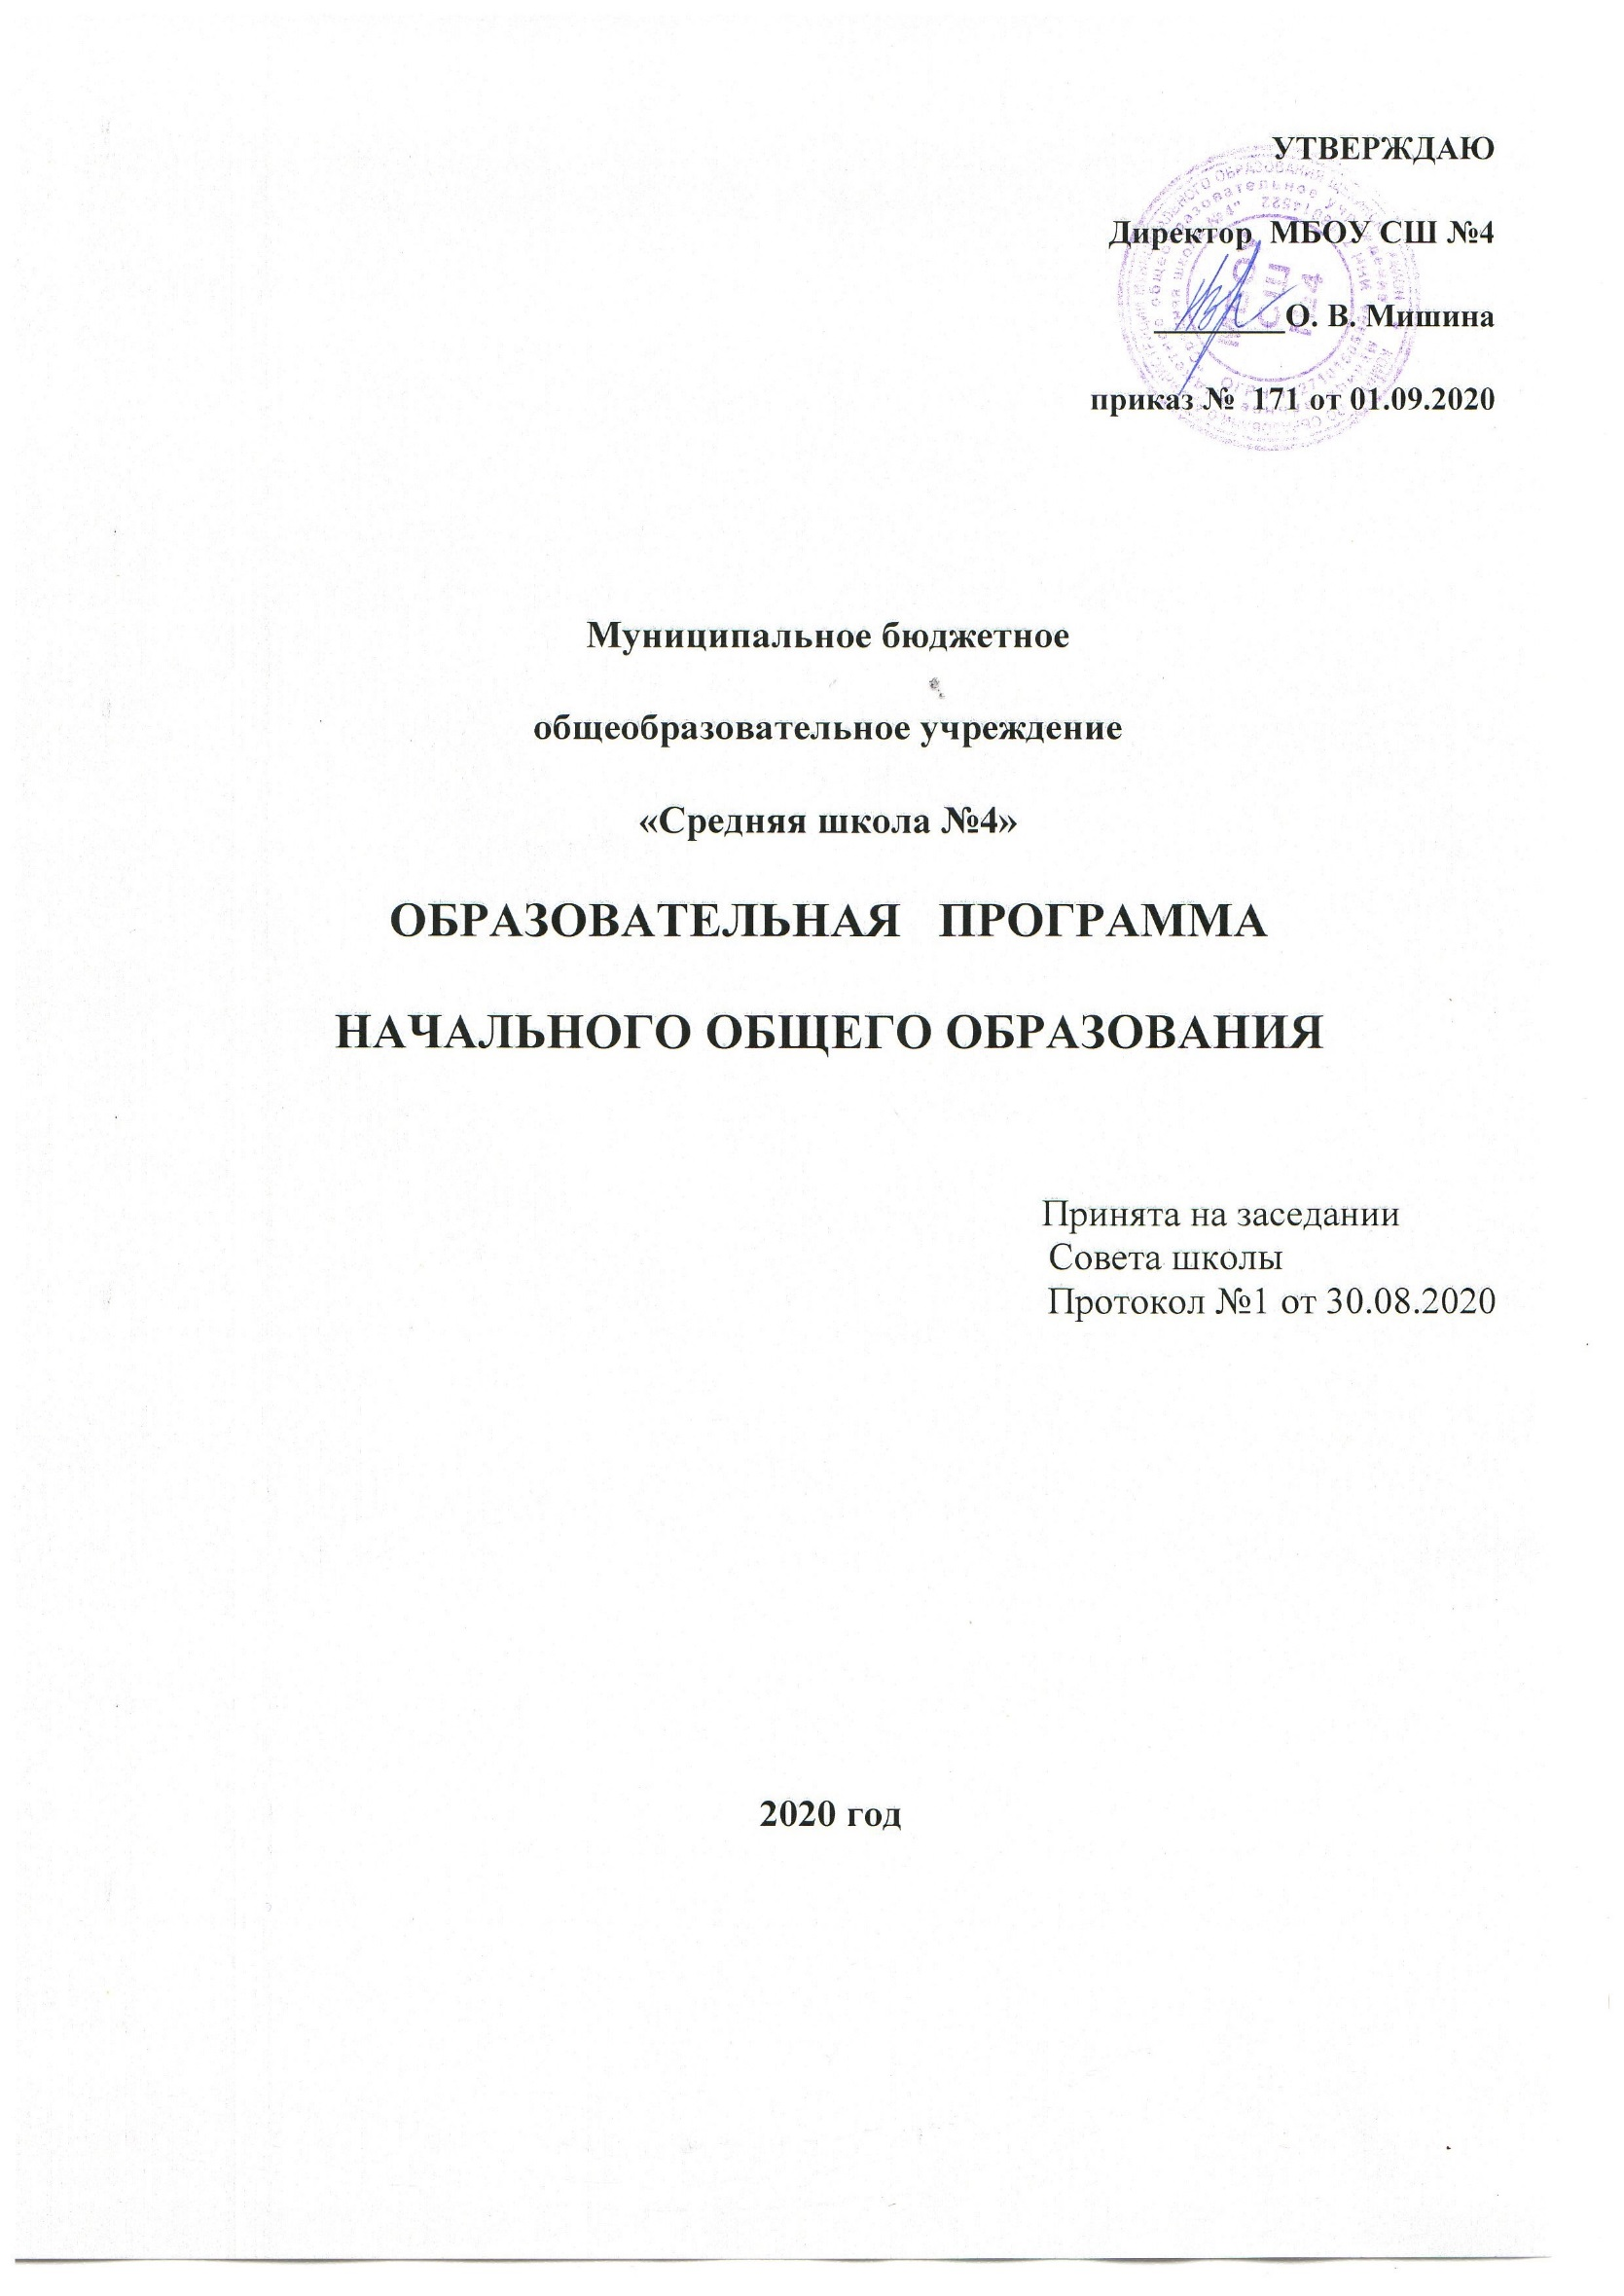 УТВЕРЖДАЮ
Директор МБОУ СШ №4
О. В. Мишина
приказ № 171 от 01.09.2020
Муниципальное бюджетное
общеобразовательное учреждение
«Средняя школа №4»
ОБРАЗОВАТЕЛЬНАЯ ПРОГРАММА
НАЧАЛЬНОГО ОБЩЕГО ОБРАЗОВАНИЯ
Принята на заседании
Совета школы
Протокол №1 от 30.08.2020
2020 год